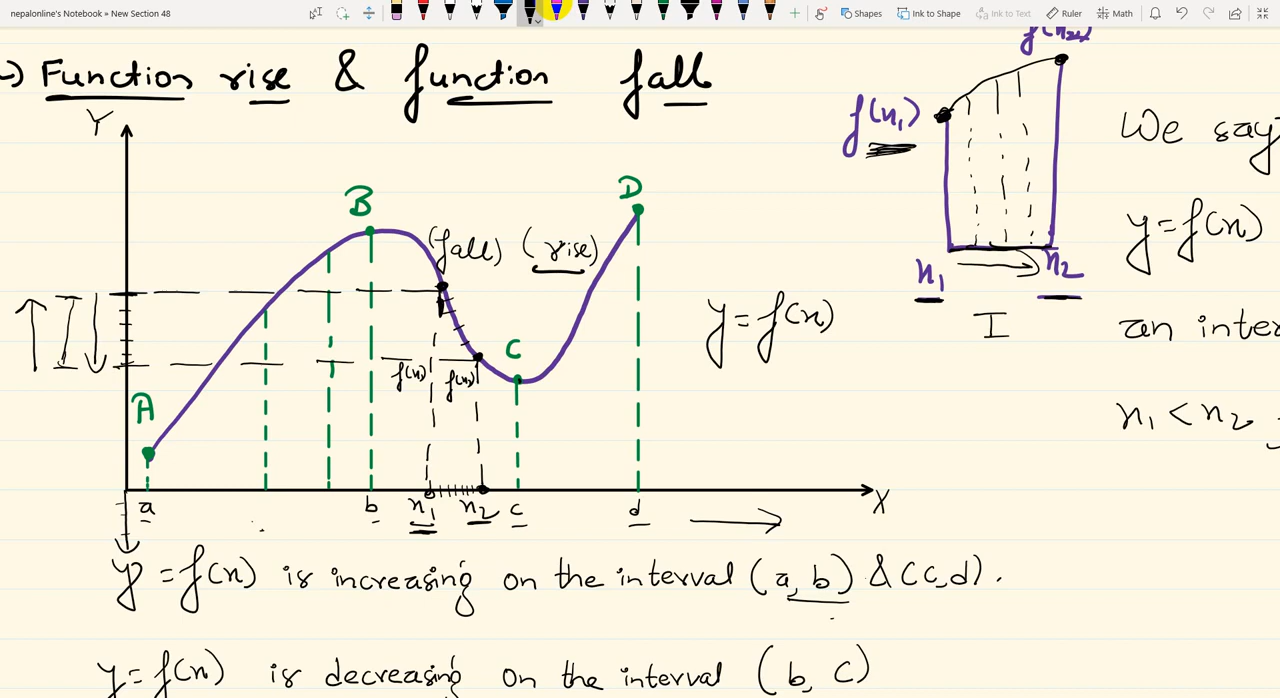 nepalonline's Notebook » New Section 48
Shapes Ink to Shape Ink to Text Ruler Math
Function rise & function fall
f(x₁)
We say
y=f(x)
x₁ x₂
I
an inter
x₁ < x₂
Y
B
D
(fall) (rise)
C
y=f(x)
f(x) f(x)
A
a b x₁ x₂ c d
X
y=f(x) is increasing on the interval (a, b) & (c,d).
y=f(x) is decreasing on the interval (b, c)